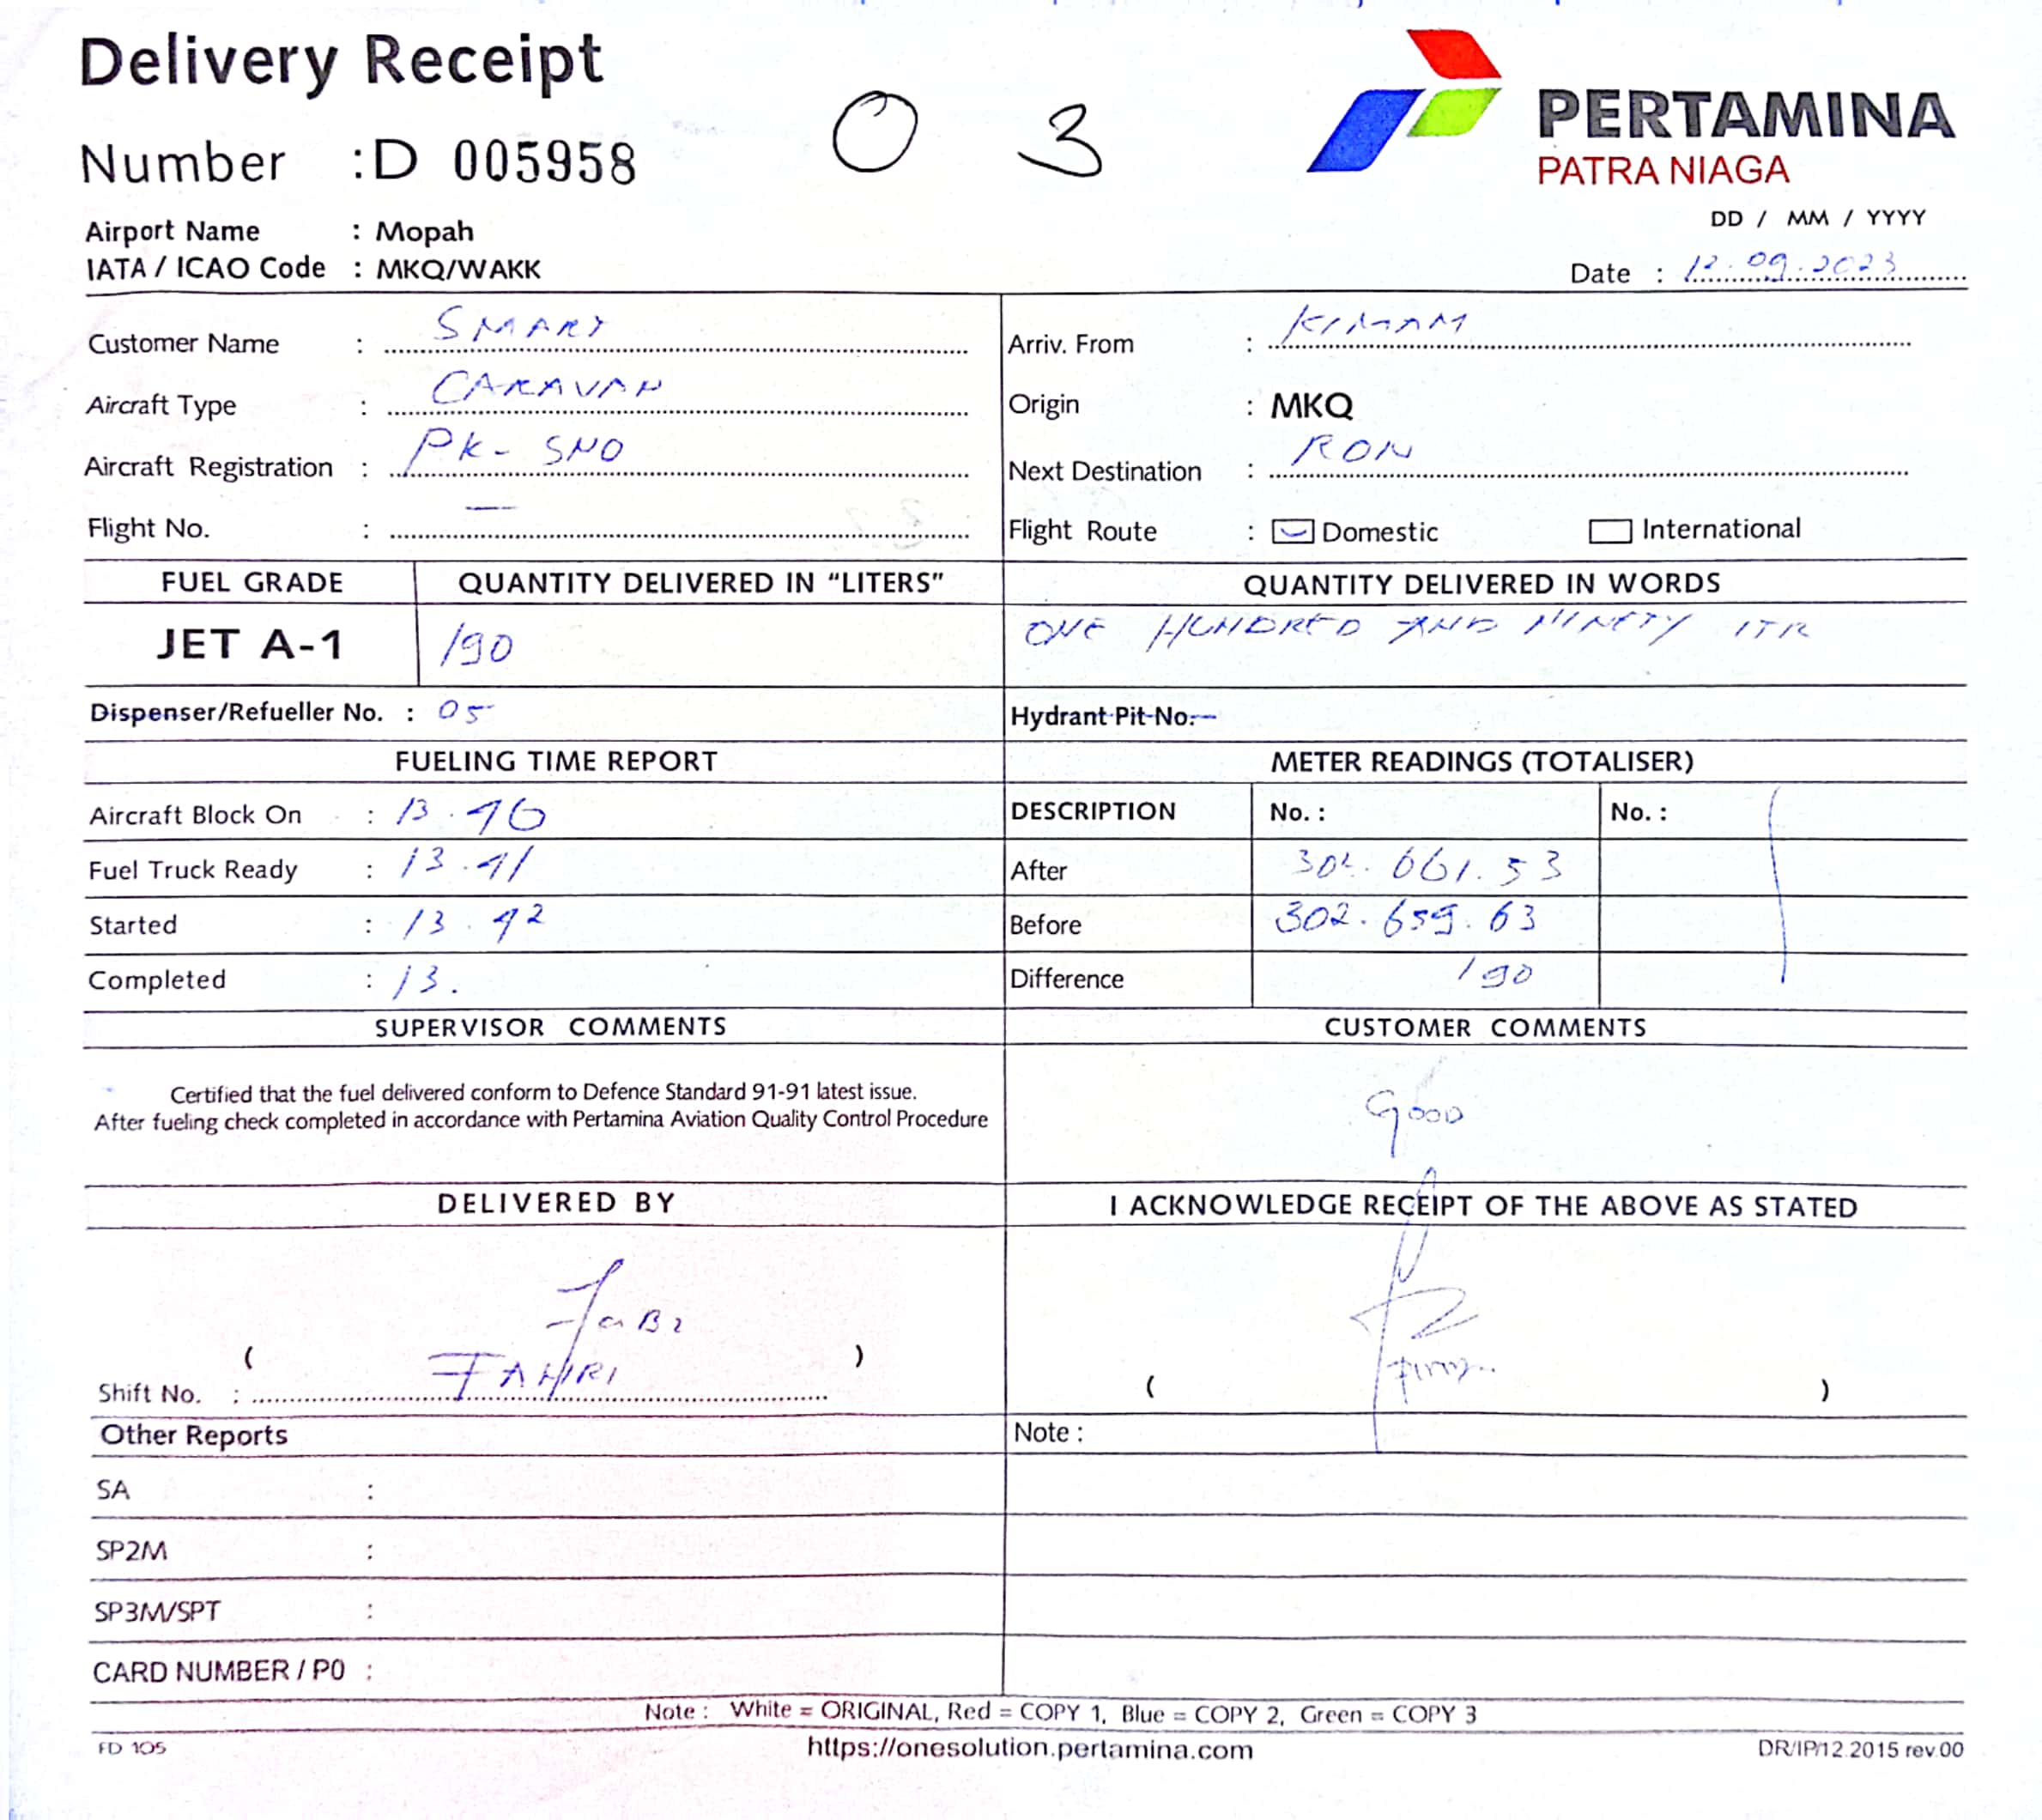 Delivery Receipt
Number :D 005958
O 3
PERTAMINA
PATRA NIAGA
Airport Name : Mopah
IATA / ICAO Code : MKQ/WAKK
DD / MM / YYYY
Date : 12.09.2023
Customer Name : SMART
Aircraft Type : CARAVAN
Aircraft Registration : PK- SNO
Flight No. : —
Arriv. From : KIMAM
Origin : MKQ
Next Destination : RON
Flight Route : Domestic International
FUEL GRADE QUANTITY DELIVERED IN “LITERS” QUANTITY DELIVERED IN WORDS
JET A-1 190 ONE HUNDRED AND NINETY LTR
Dispenser/Refueller No. : 05 Hydrant Pit No.
FUELING TIME REPORT METER READINGS (TOTALISER)
Aircraft Block On : 13.40 DESCRIPTION No. : No. :
Fuel Truck Ready : 13.41 After 302.661.53
Started : 13.42 Before 302.659.63
Completed : 13. Difference 190
SUPERVISOR COMMENTS CUSTOMER COMMENTS
Certified that the fuel delivered conform to Defence Standard 91-91 latest issue.
After fueling check completed in accordance with Pertamina Aviation Quality Control Procedure
GOOD
DELIVERED BY I ACKNOWLEDGE RECEIPT OF THE ABOVE AS STATED
( )
Shift No. : FAHRI
( )
Other Reports Note :
SA :
SP2M :
SP3M/SPT :
CARD NUMBER / PO :
Note : White = ORIGINAL, Red = COPY 1, Blue = COPY 2, Green = COPY 3
FD 105 https://onesolution.pertamina.com DR/IP/12.2015 rev.00